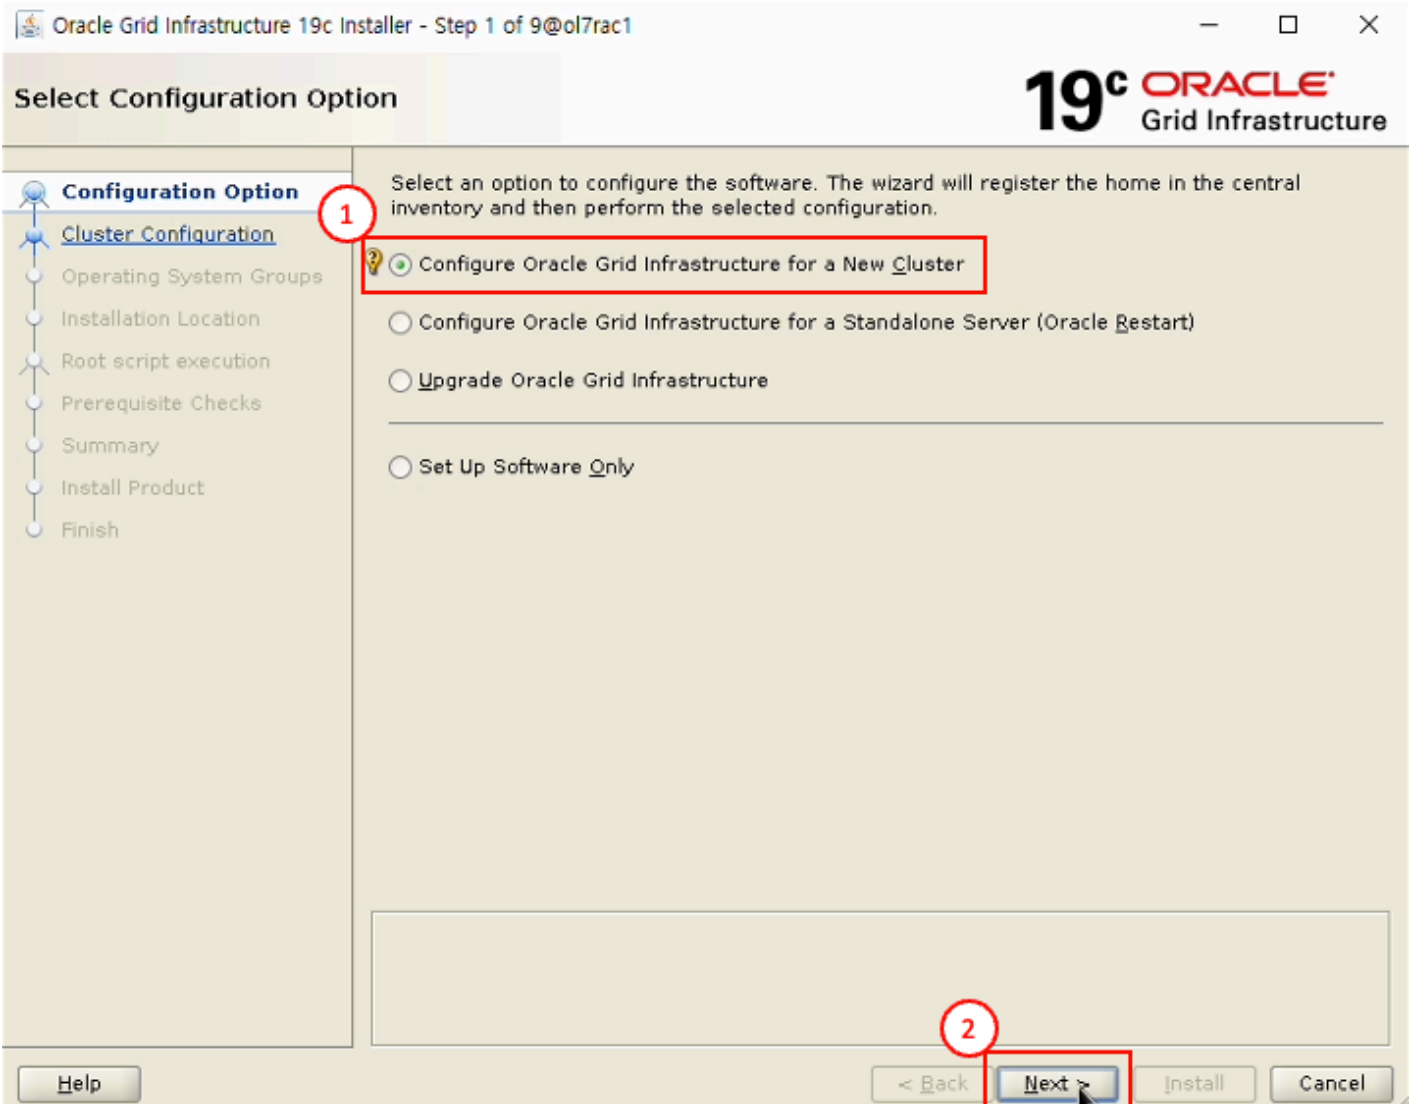 Oracle Grid Infrastructure 19c Installer - Step 1 of 9@ol7rac1
Select Configuration Option
19c ORACLE
Grid Infrastructure
Configuration Option
Cluster Configuration
Operating System Groups
Installation Location
Root script execution
Prerequisite Checks
Summary
Install Product
Finish
Select an option to configure the software. The wizard will register the home in the central
inventory and then perform the selected configuration.
1
Configure Oracle Grid Infrastructure for a New Cluster
Configure Oracle Grid Infrastructure for a Standalone Server (Oracle Restart)
Upgrade Oracle Grid Infrastructure
Set Up Software Only
2
Help
< Back
Next >
Install
Cancel